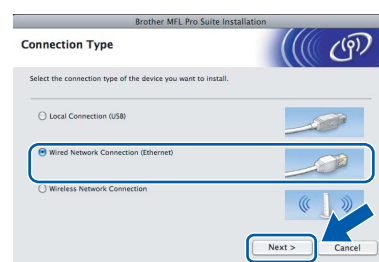 Brother MFL Pro Suite Installation
Connection Type
Select the connection type of the device you want to install.
Local Connection (USB)
Wired Network Connection (Ethernet)
Wireless Network Connection
Next > Cancel